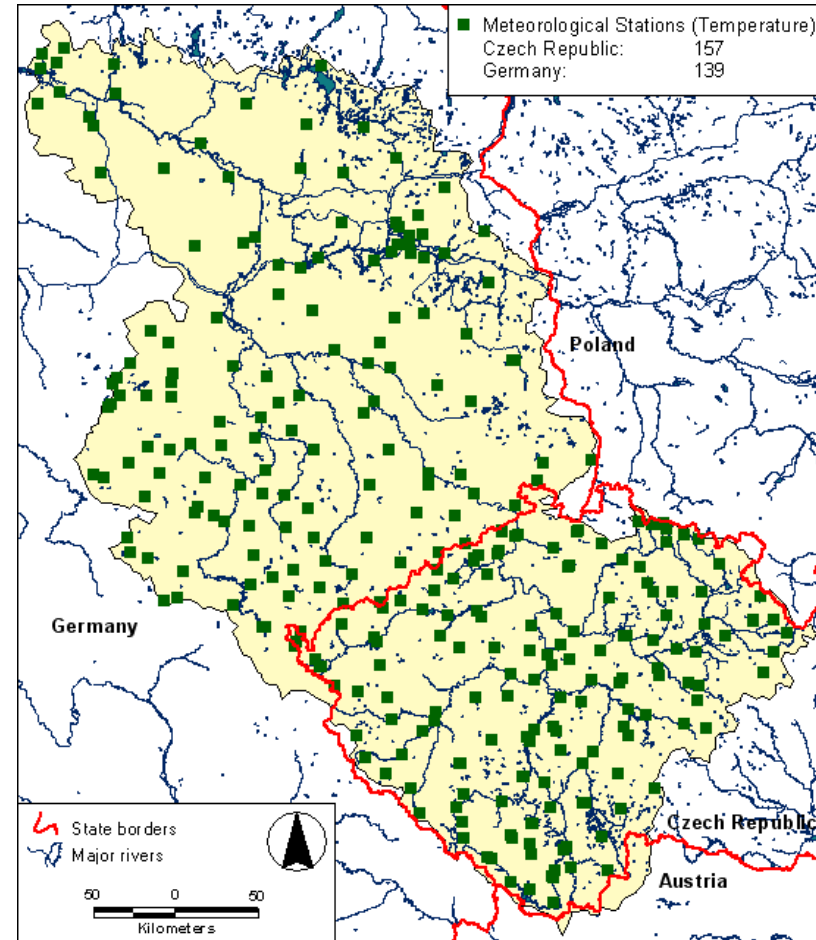 Meteorological Stations (Temperature)
Czech Republic: 157
Germany: 139
Poland
Germany
Czech Republic
Austria
State borders
Major rivers
50 0 50
Kilometers